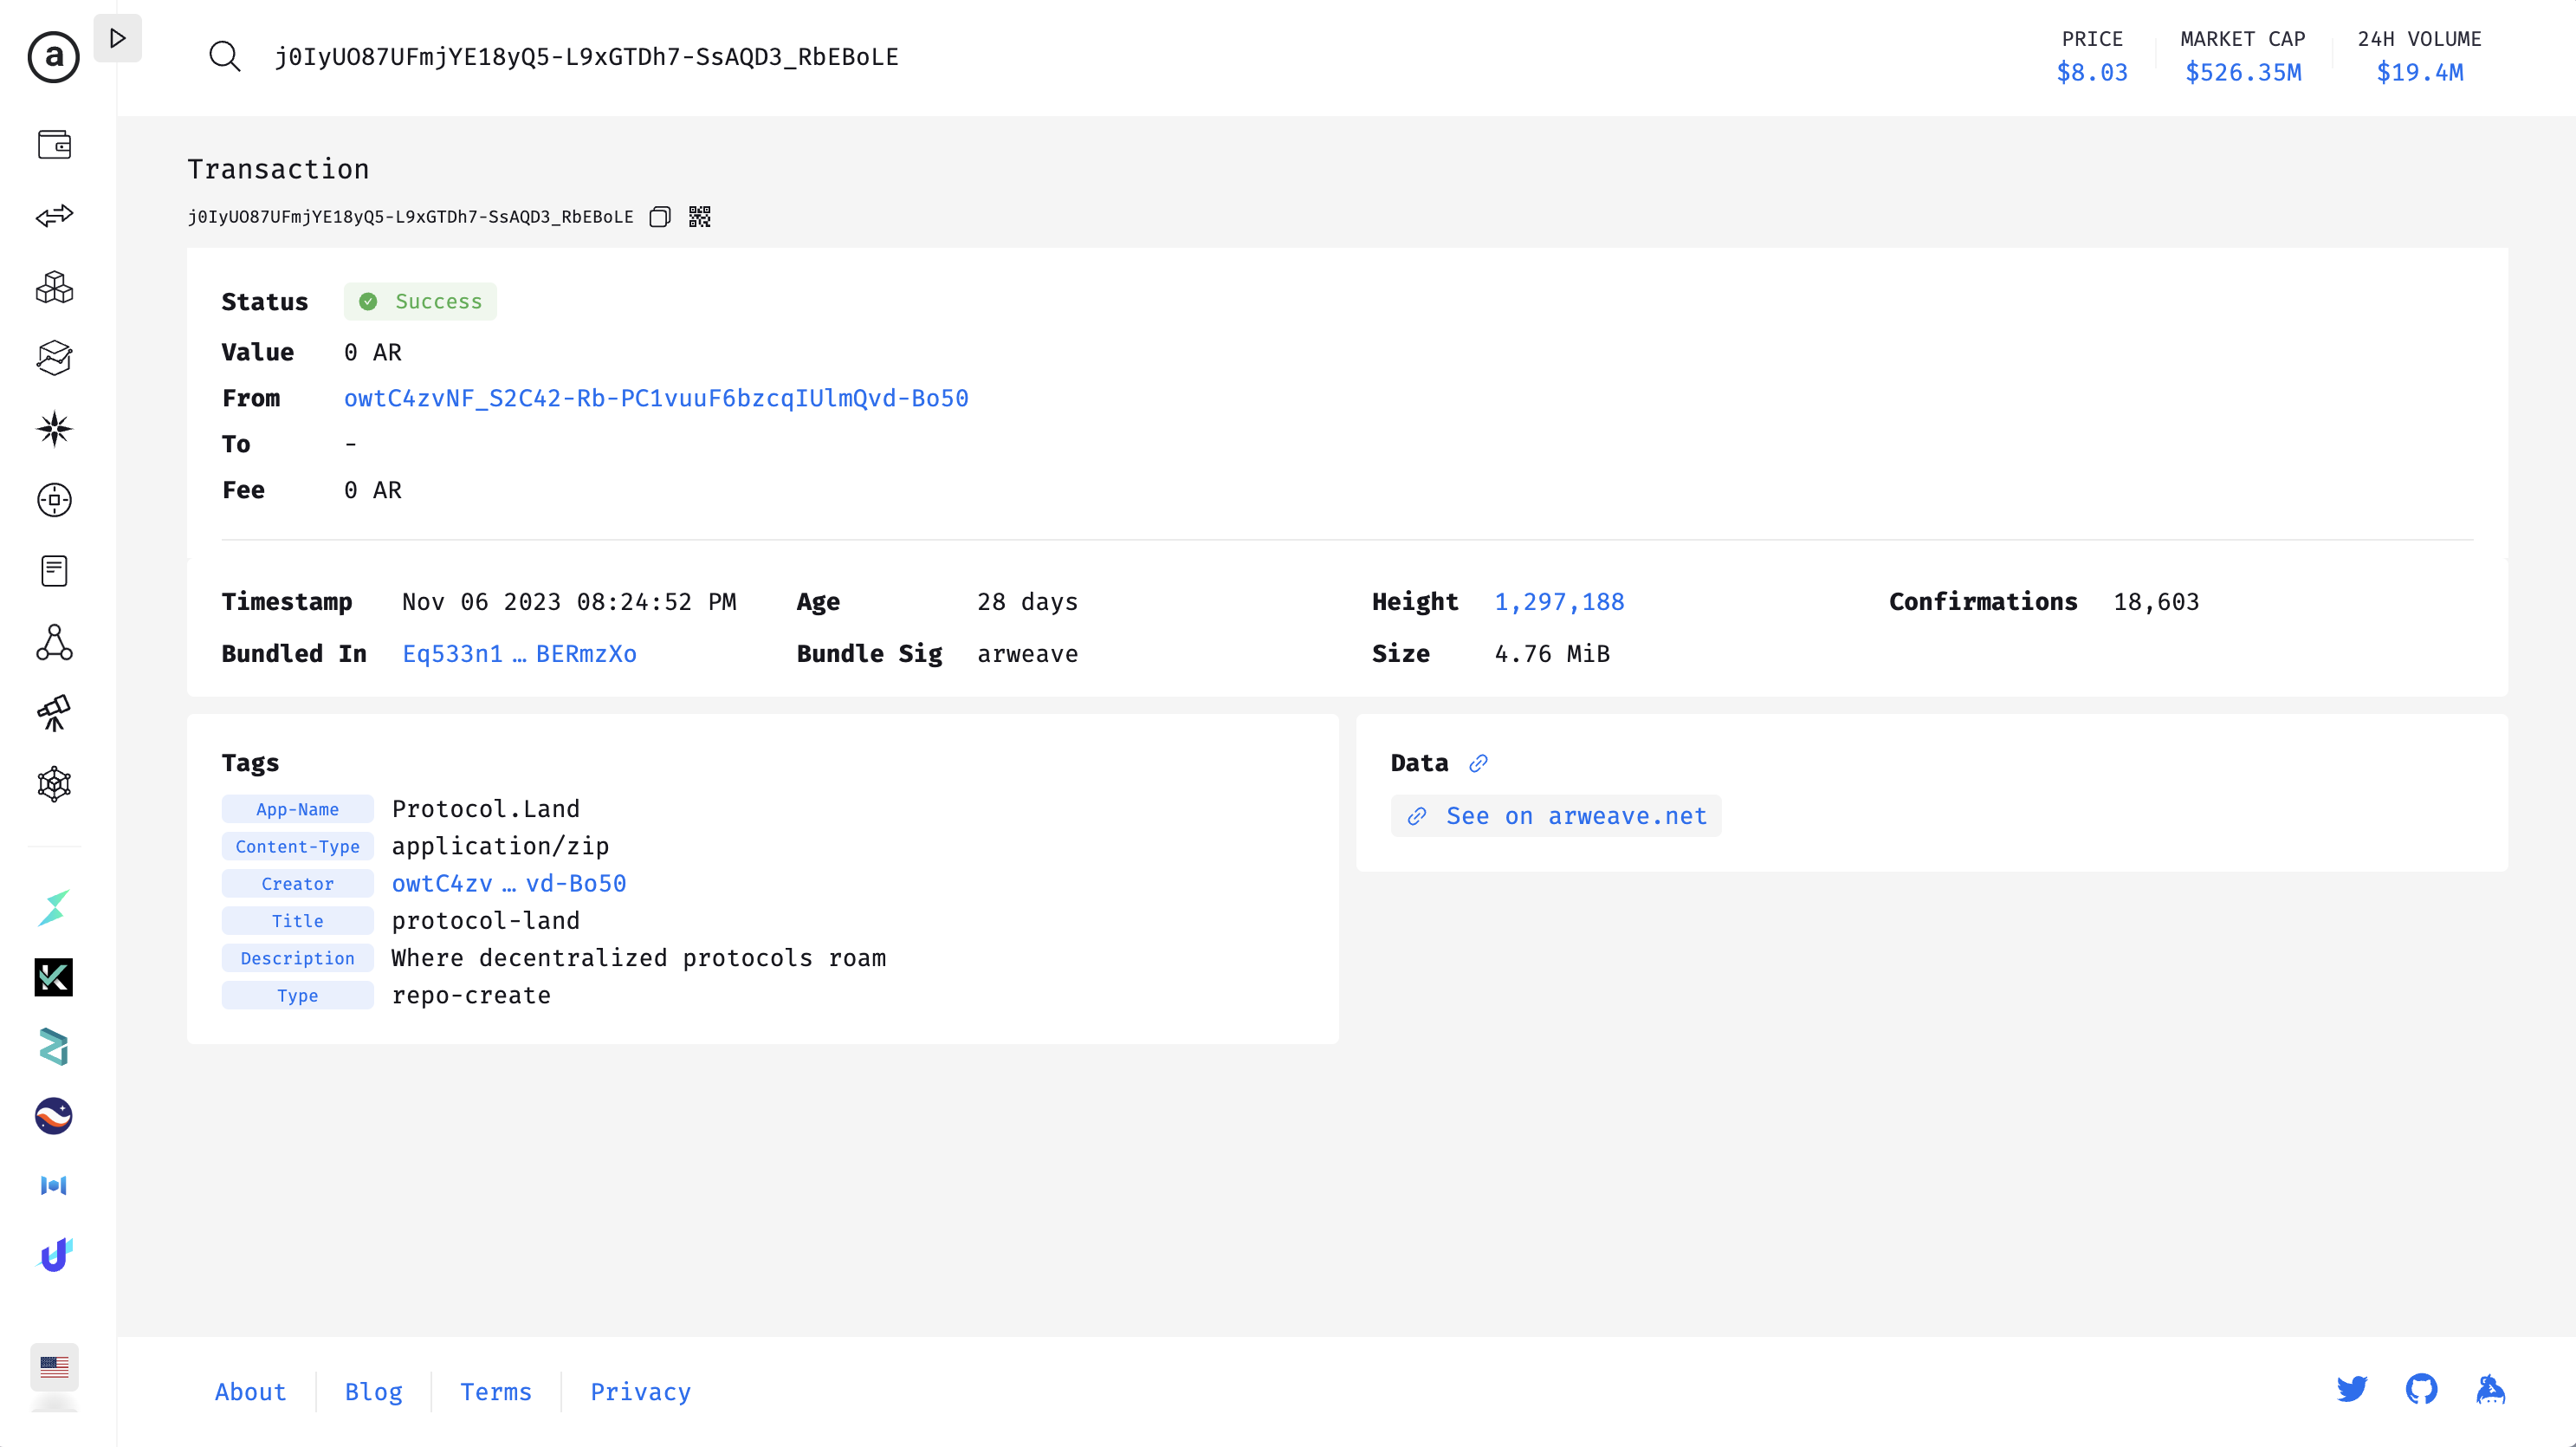 a
j0IyUO87UFmjYE18yQ5-L9xGTDh7-SsAQD3_RbEBoLE
PRICE
$8.03
MARKET CAP
$526.35M
24H VOLUME
$19.4M
Transaction
j0IyUO87UFmjYE18yQ5-L9xGTDh7-SsAQD3_RbEBoLE
Status Success
Value 0 AR
From owtC4zvNF_S2C42-Rb-PC1vuuF6bzcqIUlmQvd-Bo50
To -
Fee 0 AR
Timestamp Nov 06 2023 08:24:52 PM Age 28 days Height 1,297,188 Confirmations 18,603
Bundled In Eq533n1 … BERmzXo Bundle Sig arweave Size 4.76 MiB
Tags
App-Name Protocol.Land
Content-Type application/zip
Creator owtC4zv … vd-Bo50
Title protocol-land
Description Where decentralized protocols roam
Type repo-create
Data
See on arweave.net
About Blog Terms Privacy